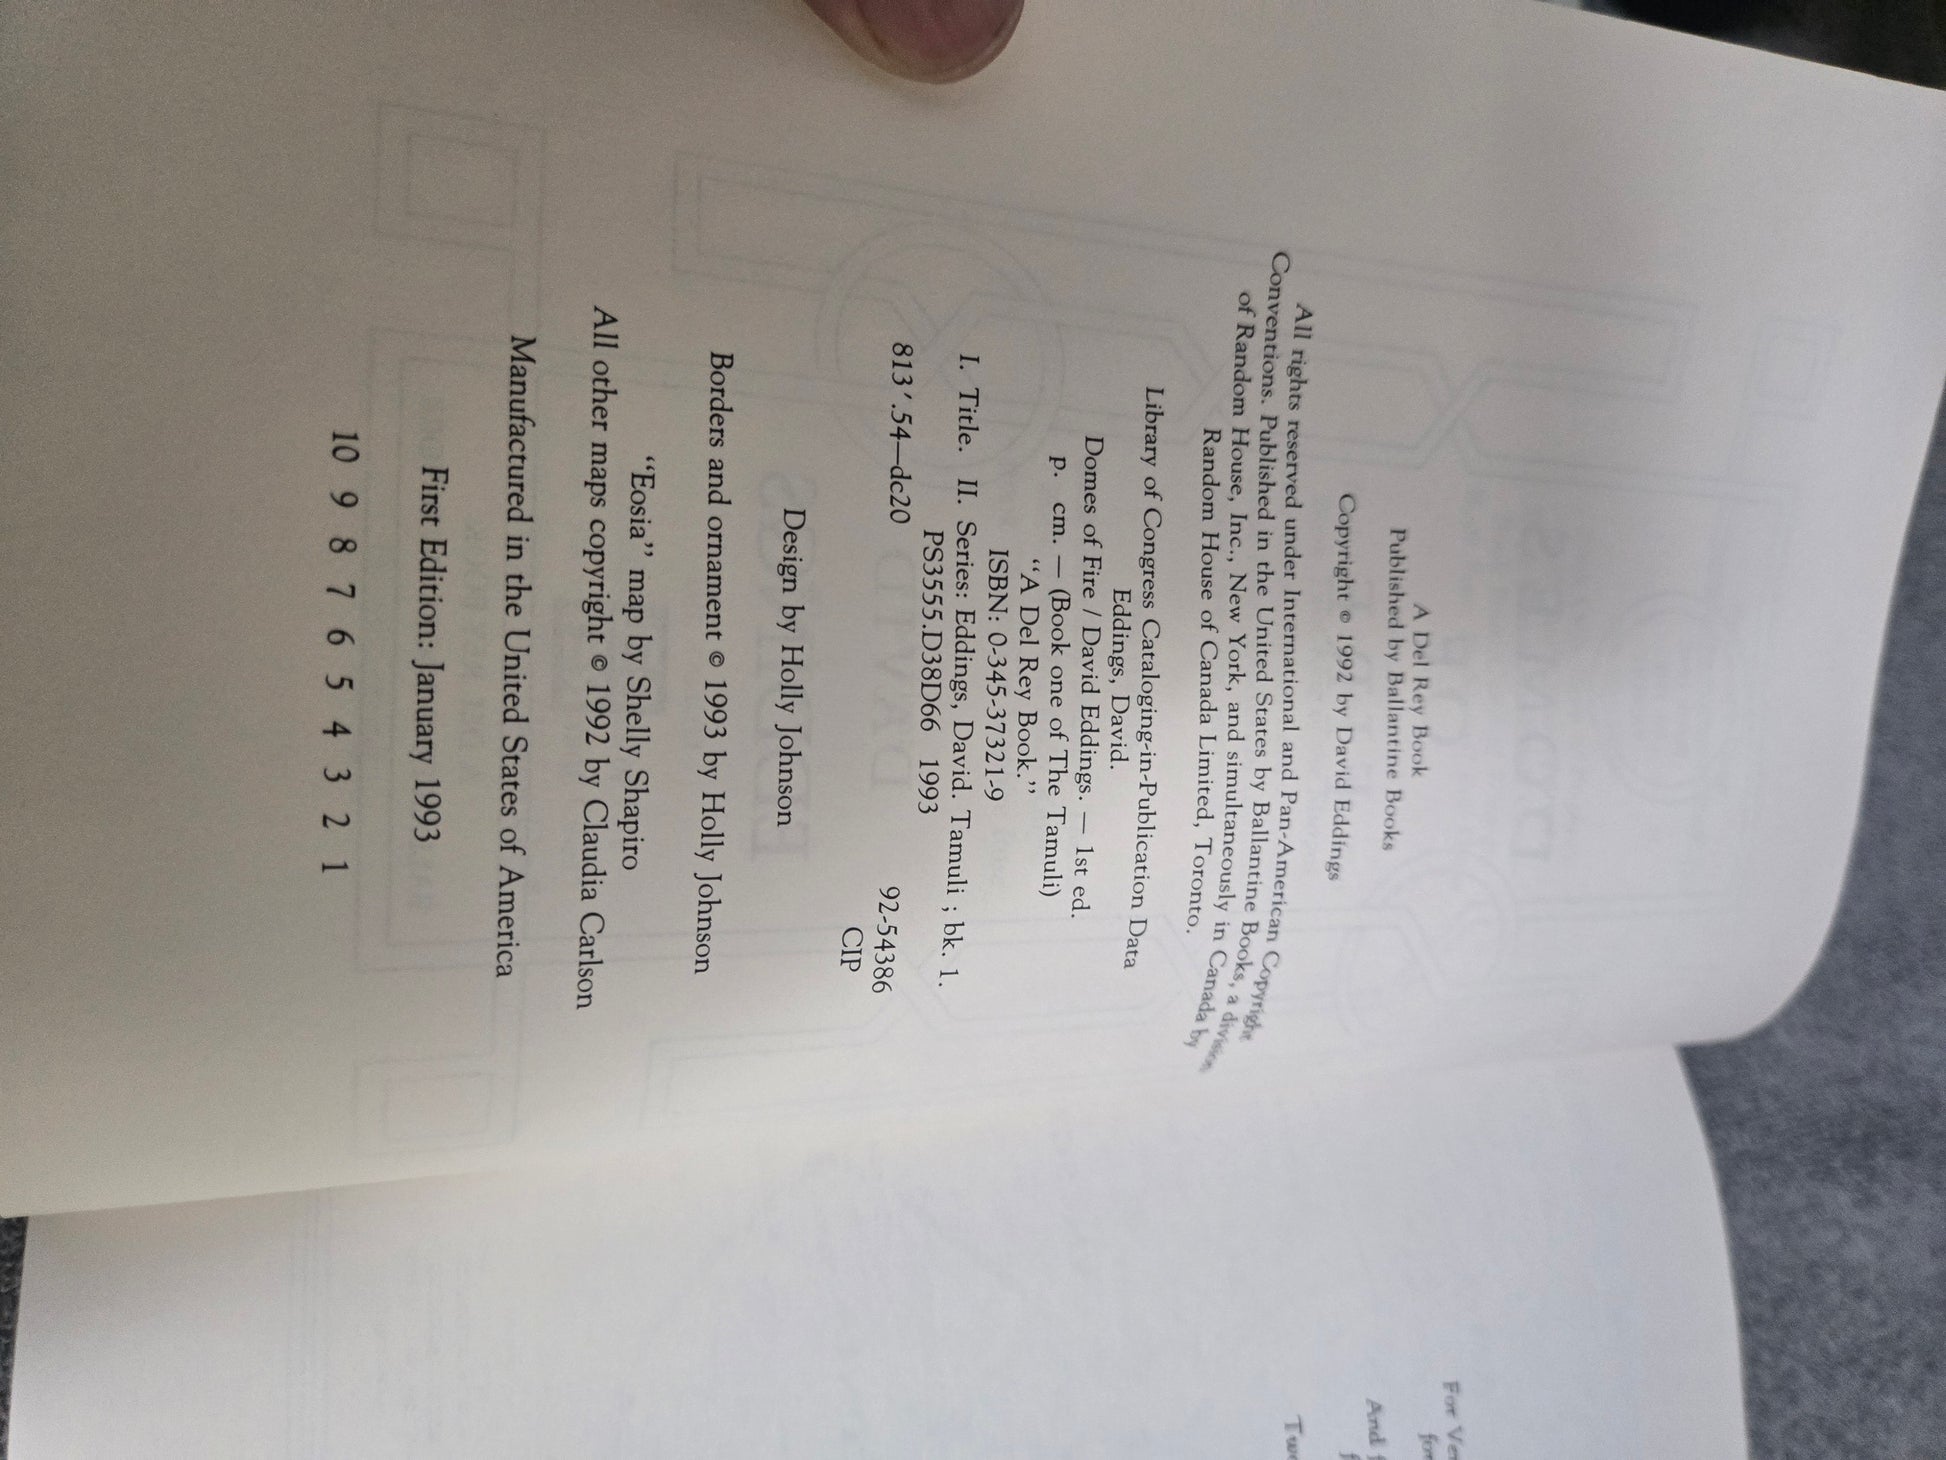 A Del Rey Book
Published by Ballantine Books
Copyright © 1992 by David Eddings
All rights reserved under International and Pan-American Copyright
Conventions. Published in the United States by Ballantine Books, a division
of Random House, Inc., New York, and simultaneously in Canada by
Random House of Canada Limited, Toronto.
Library of Congress Cataloging-in-Publication Data
Eddings, David.
Domes of Fire / David Eddings. — 1st ed.
p. cm. — (Book one of The Tamuli)
“A Del Rey Book.”
ISBN: 0-345-37321-9
I. Title. II. Series: Eddings, David. Tamuli ; bk. 1.
PS3555.D38D66 1993
813′.54—dc20 92-54386
CIP
Design by Holly Johnson
Borders and ornament © 1993 by Holly Johnson
“Eosia” map by Shelly Shapiro
All other maps copyright © 1992 by Claudia Carlson
Manufactured in the United States of America
First Edition: January 1993
10 9 8 7 6 5 4 3 2 1
For
And